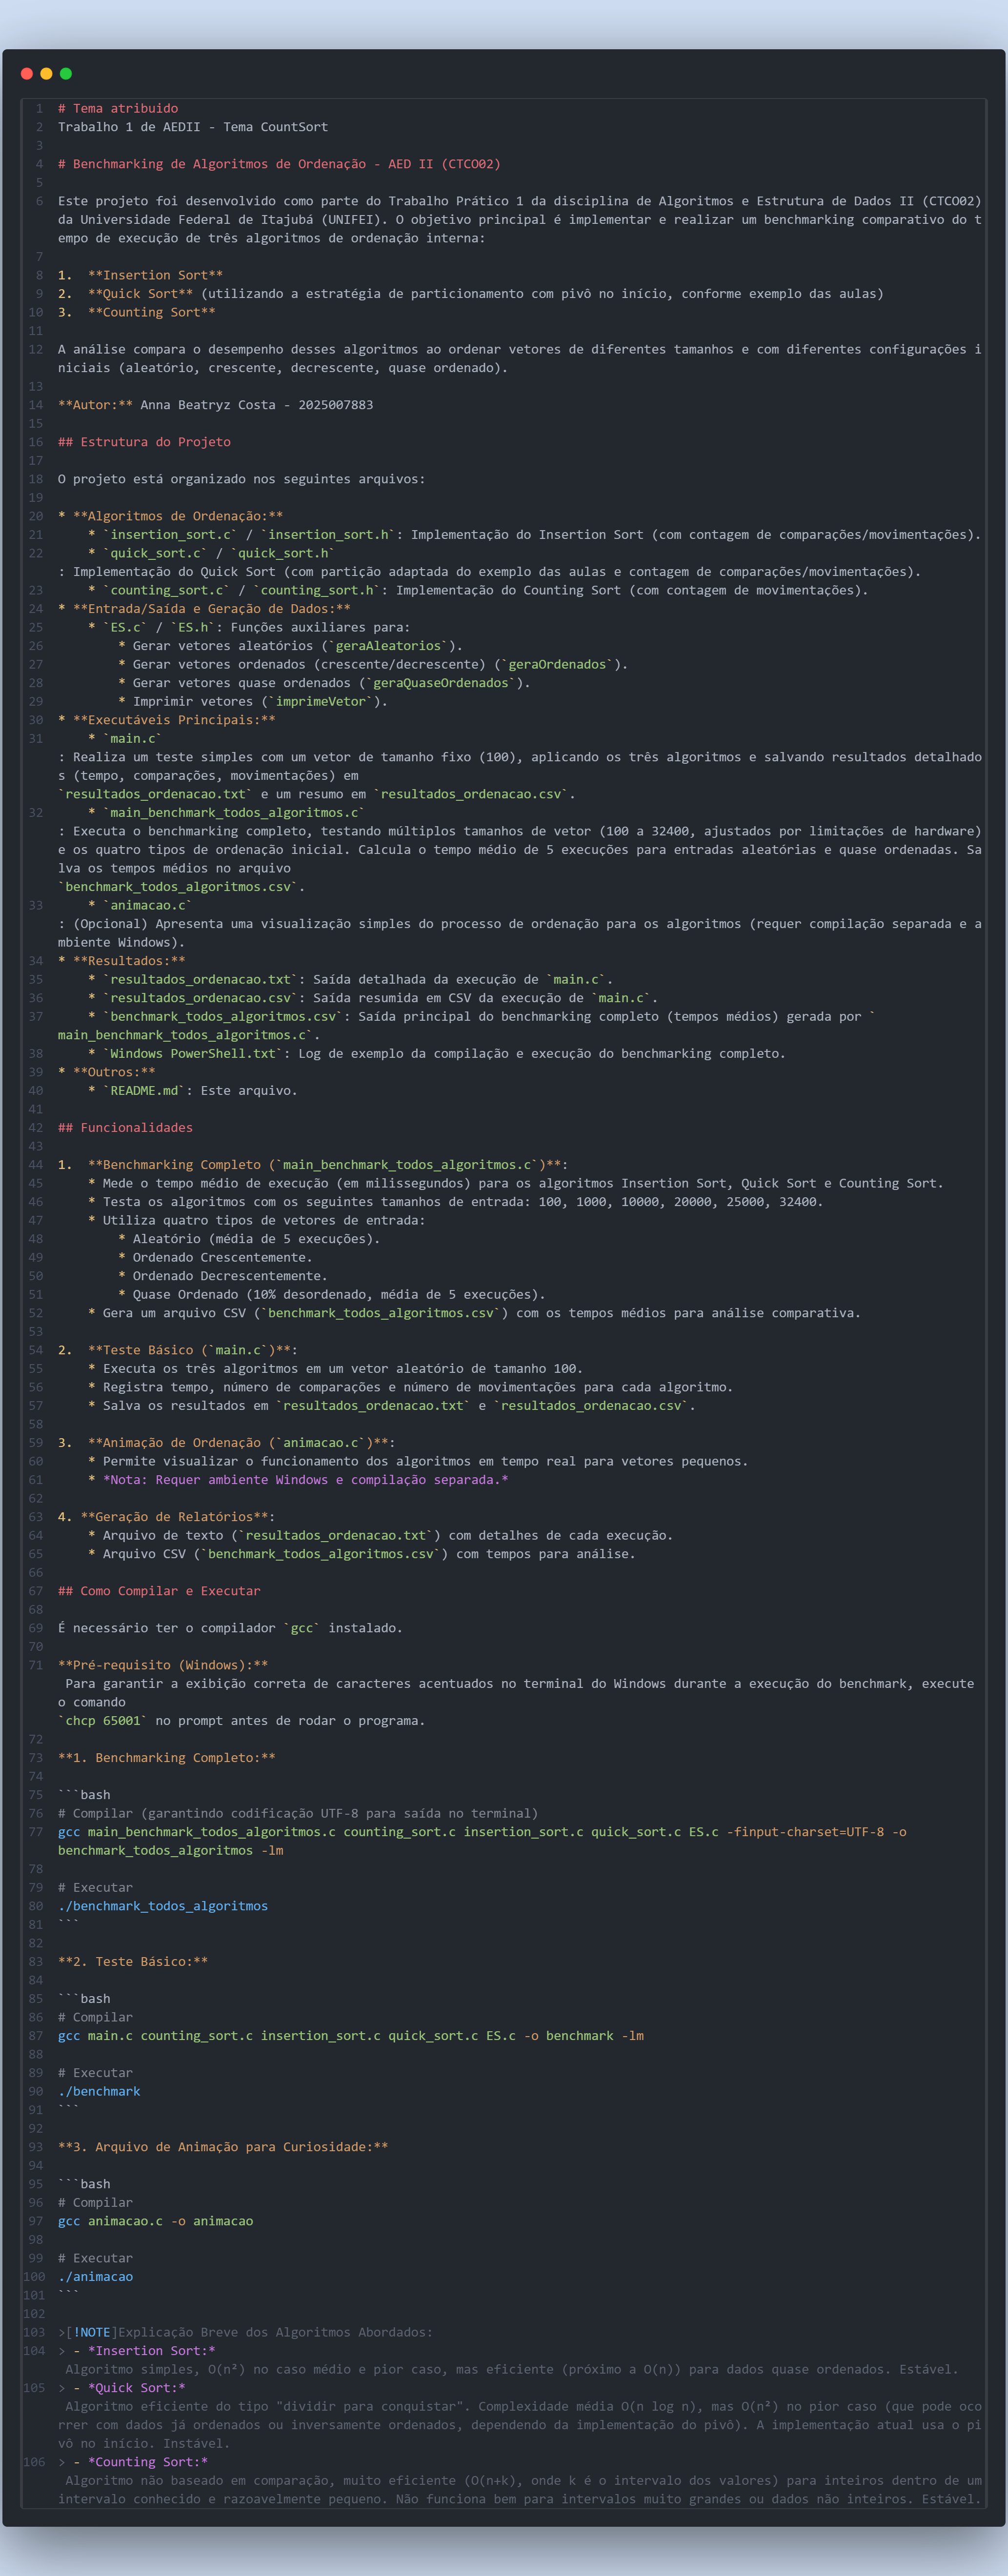 1 # Tema atribuido
2 Trabalho 1 de AEDII - Tema CountSort
3
4 # Benchmarking de Algoritmos de Ordenação - AED II (CTCO02)
5
6 Este projeto foi desenvolvido como parte do Trabalho Prático 1 da disciplina de Algoritmos e Estrutura de Dados II (CTCO02)
da Universidade Federal de Itajubá (UNIFEI). O objetivo principal é implementar e realizar um benchmarking comparativo do t
empo de execução de três algoritmos de ordenação interna:
7
8 1.  **Insertion Sort**
9 2.  **Quick Sort** (utilizando a estratégia de particionamento com pivô no início, conforme exemplo das aulas)
10 3.  **Counting Sort**
11
12 A análise compara o desempenho desses algoritmos ao ordenar vetores de diferentes tamanhos e com diferentes configurações i
niciais (aleatório, crescente, decrescente, quase ordenado).
13
14 **Autor:** Anna Beatryz Costa - 2025007883
15
16 ## Estrutura do Projeto
17
18 O projeto está organizado nos seguintes arquivos:
19
20 * **Algoritmos de Ordenação:**
21     * `insertion_sort.c` / `insertion_sort.h`: Implementação do Insertion Sort (com contagem de comparações/movimentações).
22     * `quick_sort.c` / `quick_sort.h`
: Implementação do Quick Sort (com partição adaptada do exemplo das aulas e contagem de comparações/movimentações).
23     * `counting_sort.c` / `counting_sort.h`: Implementação do Counting Sort (com contagem de movimentações).
24 * **Entrada/Saída e Geração de Dados:**
25     * `ES.c` / `ES.h`: Funções auxiliares para:
26         * Gerar vetores aleatórios (`geraAleatorios`).
27         * Gerar vetores ordenados (crescente/decrescente) (`geraOrdenados`).
28         * Gerar vetores quase ordenados (`geraQuaseOrdenados`).
29         * Imprimir vetores (`imprimeVetor`).
30 * **Executáveis Principais:**
31     * `main.c`
: Realiza um teste simples com um vetor de tamanho fixo (100), aplicando os três algoritmos e salvando resultados detalhado
s (tempo, comparações, movimentações) em
`resultados_ordenacao.txt` e um resumo em `resultados_ordenacao.csv`.
32     * `main_benchmark_todos_algoritmos.c`
: Executa o benchmarking completo, testando múltiplos tamanhos de vetor (100 a 32400, ajustados por limitações de hardware)
e os quatro tipos de ordenação inicial. Calcula o tempo médio de 5 execuções para entradas aleatórias e quase ordenadas. Sa
lva os tempos médios no arquivo
`benchmark_todos_algoritmos.csv`.
33     * `animacao.c`
: (Opcional) Apresenta uma visualização simples do processo de ordenação para os algoritmos (requer compilação separada e a
mbiente Windows).
34 * **Resultados:**
35     * `resultados_ordenacao.txt`: Saída detalhada da execução de `main.c`.
36     * `resultados_ordenacao.csv`: Saída resumida em CSV da execução de `main.c`.
37     * `benchmark_todos_algoritmos.csv`: Saída principal do benchmarking completo (tempos médios) gerada por `
main_benchmark_todos_algoritmos.c`.
38     * `Windows PowerShell.txt`: Log de exemplo da compilação e execução do benchmarking completo.
39 * **Outros:**
40     * `README.md`: Este arquivo.
41
42 ## Funcionalidades
43
44 1.  **Benchmarking Completo (`main_benchmark_todos_algoritmos.c`)**:
45     * Mede o tempo médio de execução (em milissegundos) para os algoritmos Insertion Sort, Quick Sort e Counting Sort.
46     * Testa os algoritmos com os seguintes tamanhos de entrada: 100, 1000, 10000, 20000, 25000, 32400.
47     * Utiliza quatro tipos de vetores de entrada:
48         * Aleatório (média de 5 execuções).
49         * Ordenado Crescentemente.
50         * Ordenado Decrescentemente.
51         * Quase Ordenado (10% desordenado, média de 5 execuções).
52     * Gera um arquivo CSV (`benchmark_todos_algoritmos.csv`) com os tempos médios para análise comparativa.
53
54 2.  **Teste Básico (`main.c`)**:
55     * Executa os três algoritmos em um vetor aleatório de tamanho 100.
56     * Registra tempo, número de comparações e número de movimentações para cada algoritmo.
57     * Salva os resultados em `resultados_ordenacao.txt` e `resultados_ordenacao.csv`.
58
59 3.  **Animação de Ordenação (`animacao.c`)**:
60     * Permite visualizar o funcionamento dos algoritmos em tempo real para vetores pequenos.
61     * *Nota: Requer ambiente Windows e compilação separada.*
62
63 4. **Geração de Relatórios**:
64     * Arquivo de texto (`resultados_ordenacao.txt`) com detalhes de cada execução.
65     * Arquivo CSV (`benchmark_todos_algoritmos.csv`) com tempos para análise.
66
67 ## Como Compilar e Executar
68
69 É necessário ter o compilador `gcc` instalado.
70
71 **Pré-requisito (Windows):**
 Para garantir a exibição correta de caracteres acentuados no terminal do Windows durante a execução do benchmark, execute
o comando
`chcp 65001` no prompt antes de rodar o programa.
72
73 **1. Benchmarking Completo:**
74
75 ```bash
76 # Compilar (garantindo codificação UTF-8 para saída no terminal)
77 gcc main_benchmark_todos_algoritmos.c counting_sort.c insertion_sort.c quick_sort.c ES.c -finput-charset=UTF-8 -o
benchmark_todos_algoritmos -lm
78
79 # Executar
80 ./benchmark_todos_algoritmos
81 ```
82
83 **2. Teste Básico:**
84
85 ```bash
86 # Compilar
87 gcc main.c counting_sort.c insertion_sort.c quick_sort.c ES.c -o benchmark -lm
88
89 # Executar
90 ./benchmark
91 ```
92
93 **3. Arquivo de Animação para Curiosidade:**
94
95 ```bash
96 # Compilar
97 gcc animacao.c -o animacao
98
99 # Executar
100 ./animacao
101 ```
102
103 >[!NOTE]Explicação Breve dos Algoritmos Abordados:
104 > - *Insertion Sort:*
 Algoritmo simples, O(n²) no caso médio e pior caso, mas eficiente (próximo a O(n)) para dados quase ordenados. Estável.
105 > - *Quick Sort:*
 Algoritmo eficiente do tipo "dividir para conquistar". Complexidade média O(n log n), mas O(n²) no pior caso (que pode oco
rrer com dados já ordenados ou inversamente ordenados, dependendo da implementação do pivô). A implementação atual usa o pi
vô no início. Instável.
106 > - *Counting Sort:*
 Algoritmo não baseado em comparação, muito eficiente (O(n+k), onde k é o intervalo dos valores) para inteiros dentro de um
intervalo conhecido e razoavelmente pequeno. Não funciona bem para intervalos muito grandes ou dados não inteiros. Estável.